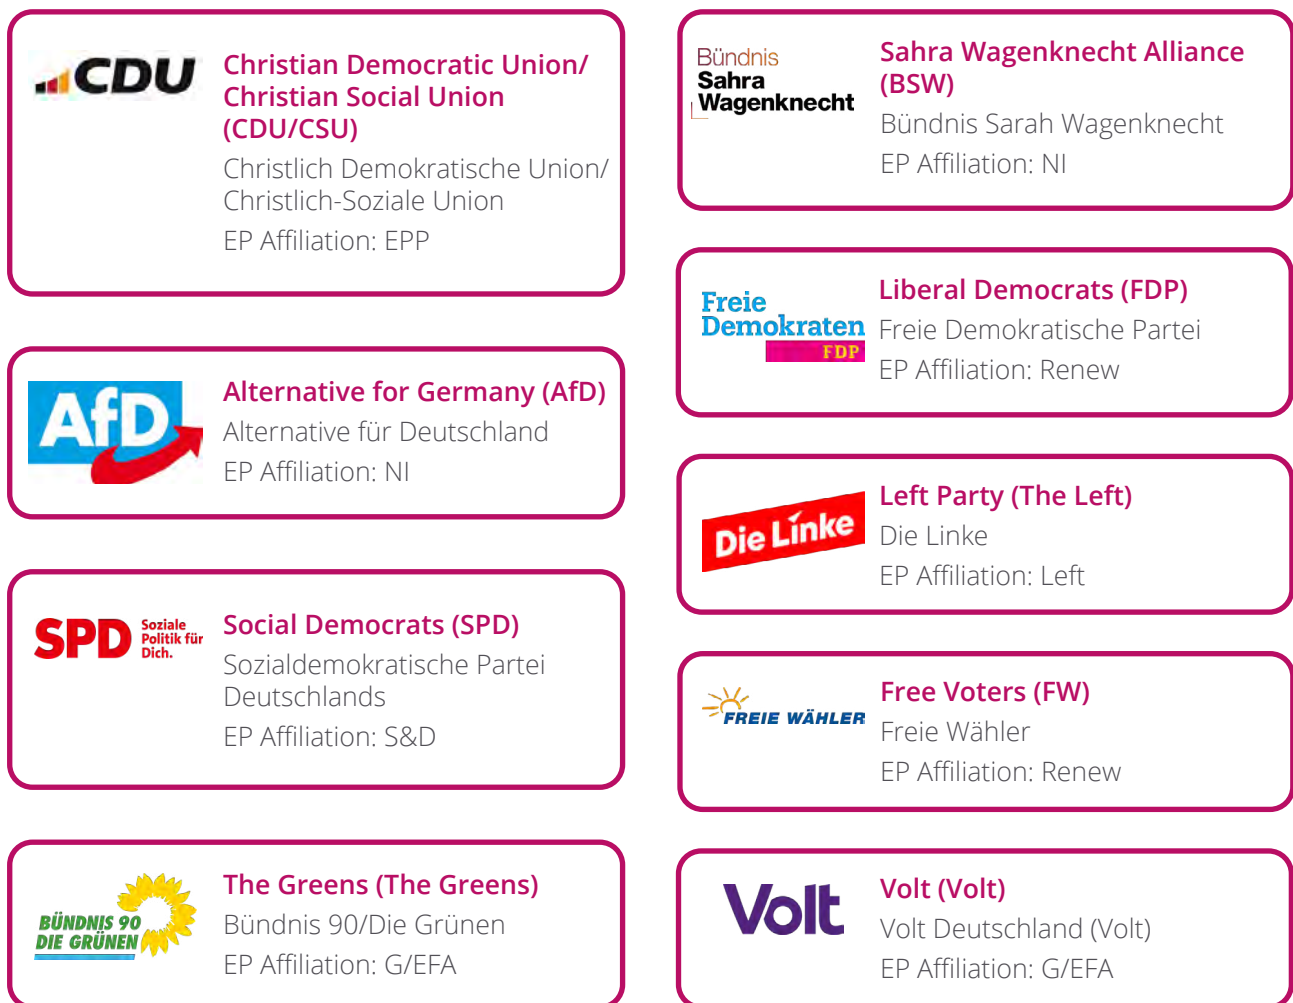 CDU
Christian Democratic Union/
Christian Social Union
(CDU/CSU)
Christlich Demokratische Union/
Christlich-Soziale Union
EP Affiliation: EPP
AfD
Alternative for Germany (AfD)
Alternative für Deutschland
EP Affiliation: NI
SPD
Soziale
Politik für
Dich.
Social Democrats (SPD)
Sozialdemokratische Partei
Deutschlands
EP Affiliation: S&D
BÜNDNIS 90
DIE GRÜNEN
The Greens (The Greens)
Bündnis 90/Die Grünen
EP Affiliation: G/EFA
Bündnis
Sahra
Wagenknecht
Sahra Wagenknecht Alliance
(BSW)
Bündnis Sarah Wagenknecht
EP Affiliation: NI
Freie
Demokraten
FDP
Liberal Democrats (FDP)
Freie Demokratische Partei
EP Affiliation: Renew
Die Linke
Left Party (The Left)
Die Linke
EP Affiliation: Left
FREIE WÄHLER
Free Voters (FW)
Freie Wähler
EP Affiliation: Renew
Volt
Volt (Volt)
Volt Deutschland (Volt)
EP Affiliation: G/EFA